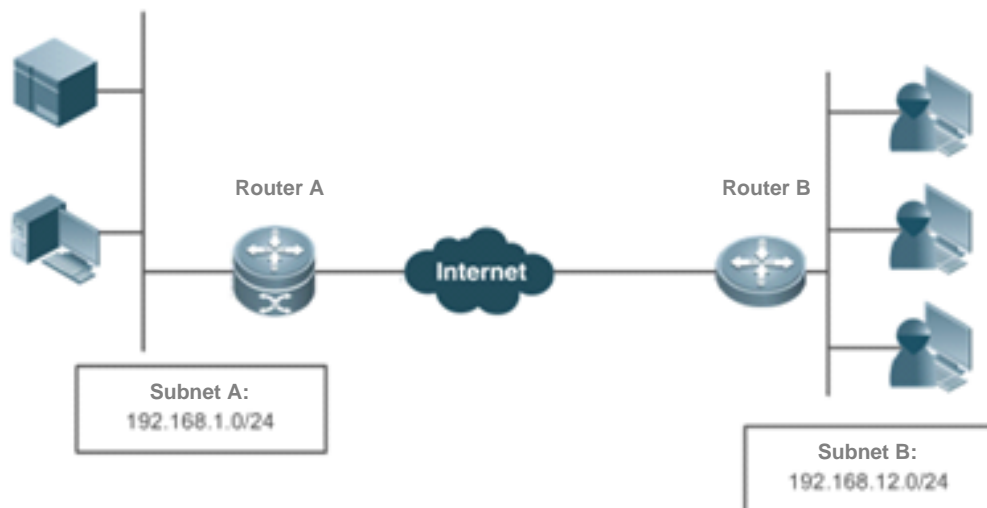 Router A
Router B
Internet
Subnet A:
192.168.1.0/24
Subnet B:
192.168.12.0/24